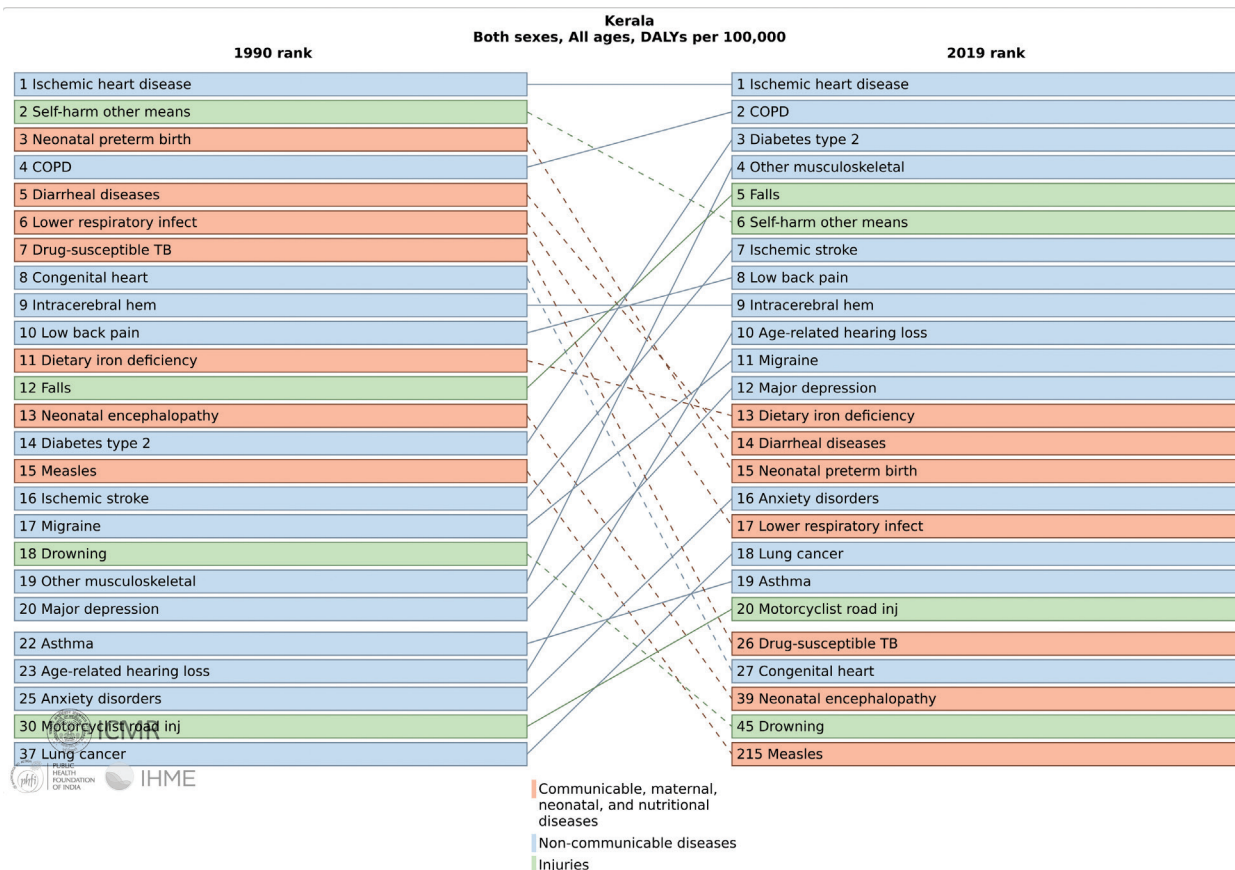 Kerala
Both sexes, All ages, DALYs per 100,000
1990 rank
1 Ischemic heart disease
2 Self-harm other means
3 Neonatal preterm birth
4 COPD
5 Diarrheal diseases
6 Lower respiratory infect
7 Drug-susceptible TB
8 Congenital heart
9 Intracerebral hem
10 Low back pain
11 Dietary iron deficiency
12 Falls
13 Neonatal encephalopathy
14 Diabetes type 2
15 Measles
16 Ischemic stroke
17 Migraine
18 Drowning
19 Other musculoskeletal
20 Major depression
22 Asthma
23 Age-related hearing loss
25 Anxiety disorders
30 Motorcyclist road inj
37 Lung cancer
2019 rank
1 Ischemic heart disease
2 COPD
3 Diabetes type 2
4 Other musculoskeletal
5 Falls
6 Self-harm other means
7 Ischemic stroke
8 Low back pain
9 Intracerebral hem
10 Age-related hearing loss
11 Migraine
12 Major depression
13 Dietary iron deficiency
14 Diarrheal diseases
15 Neonatal preterm birth
16 Anxiety disorders
17 Lower respiratory infect
18 Lung cancer
19 Asthma
20 Motorcyclist road inj
26 Drug-susceptible TB
27 Congenital heart
39 Neonatal encephalopathy
45 Drowning
215 Measles
ICMR
phfi
PUBLIC
HEALTH
FOUNDATION
OF INDIA
IHME
Communicable, maternal,
neonatal, and nutritional
diseases
Non-communicable diseases
Injuries